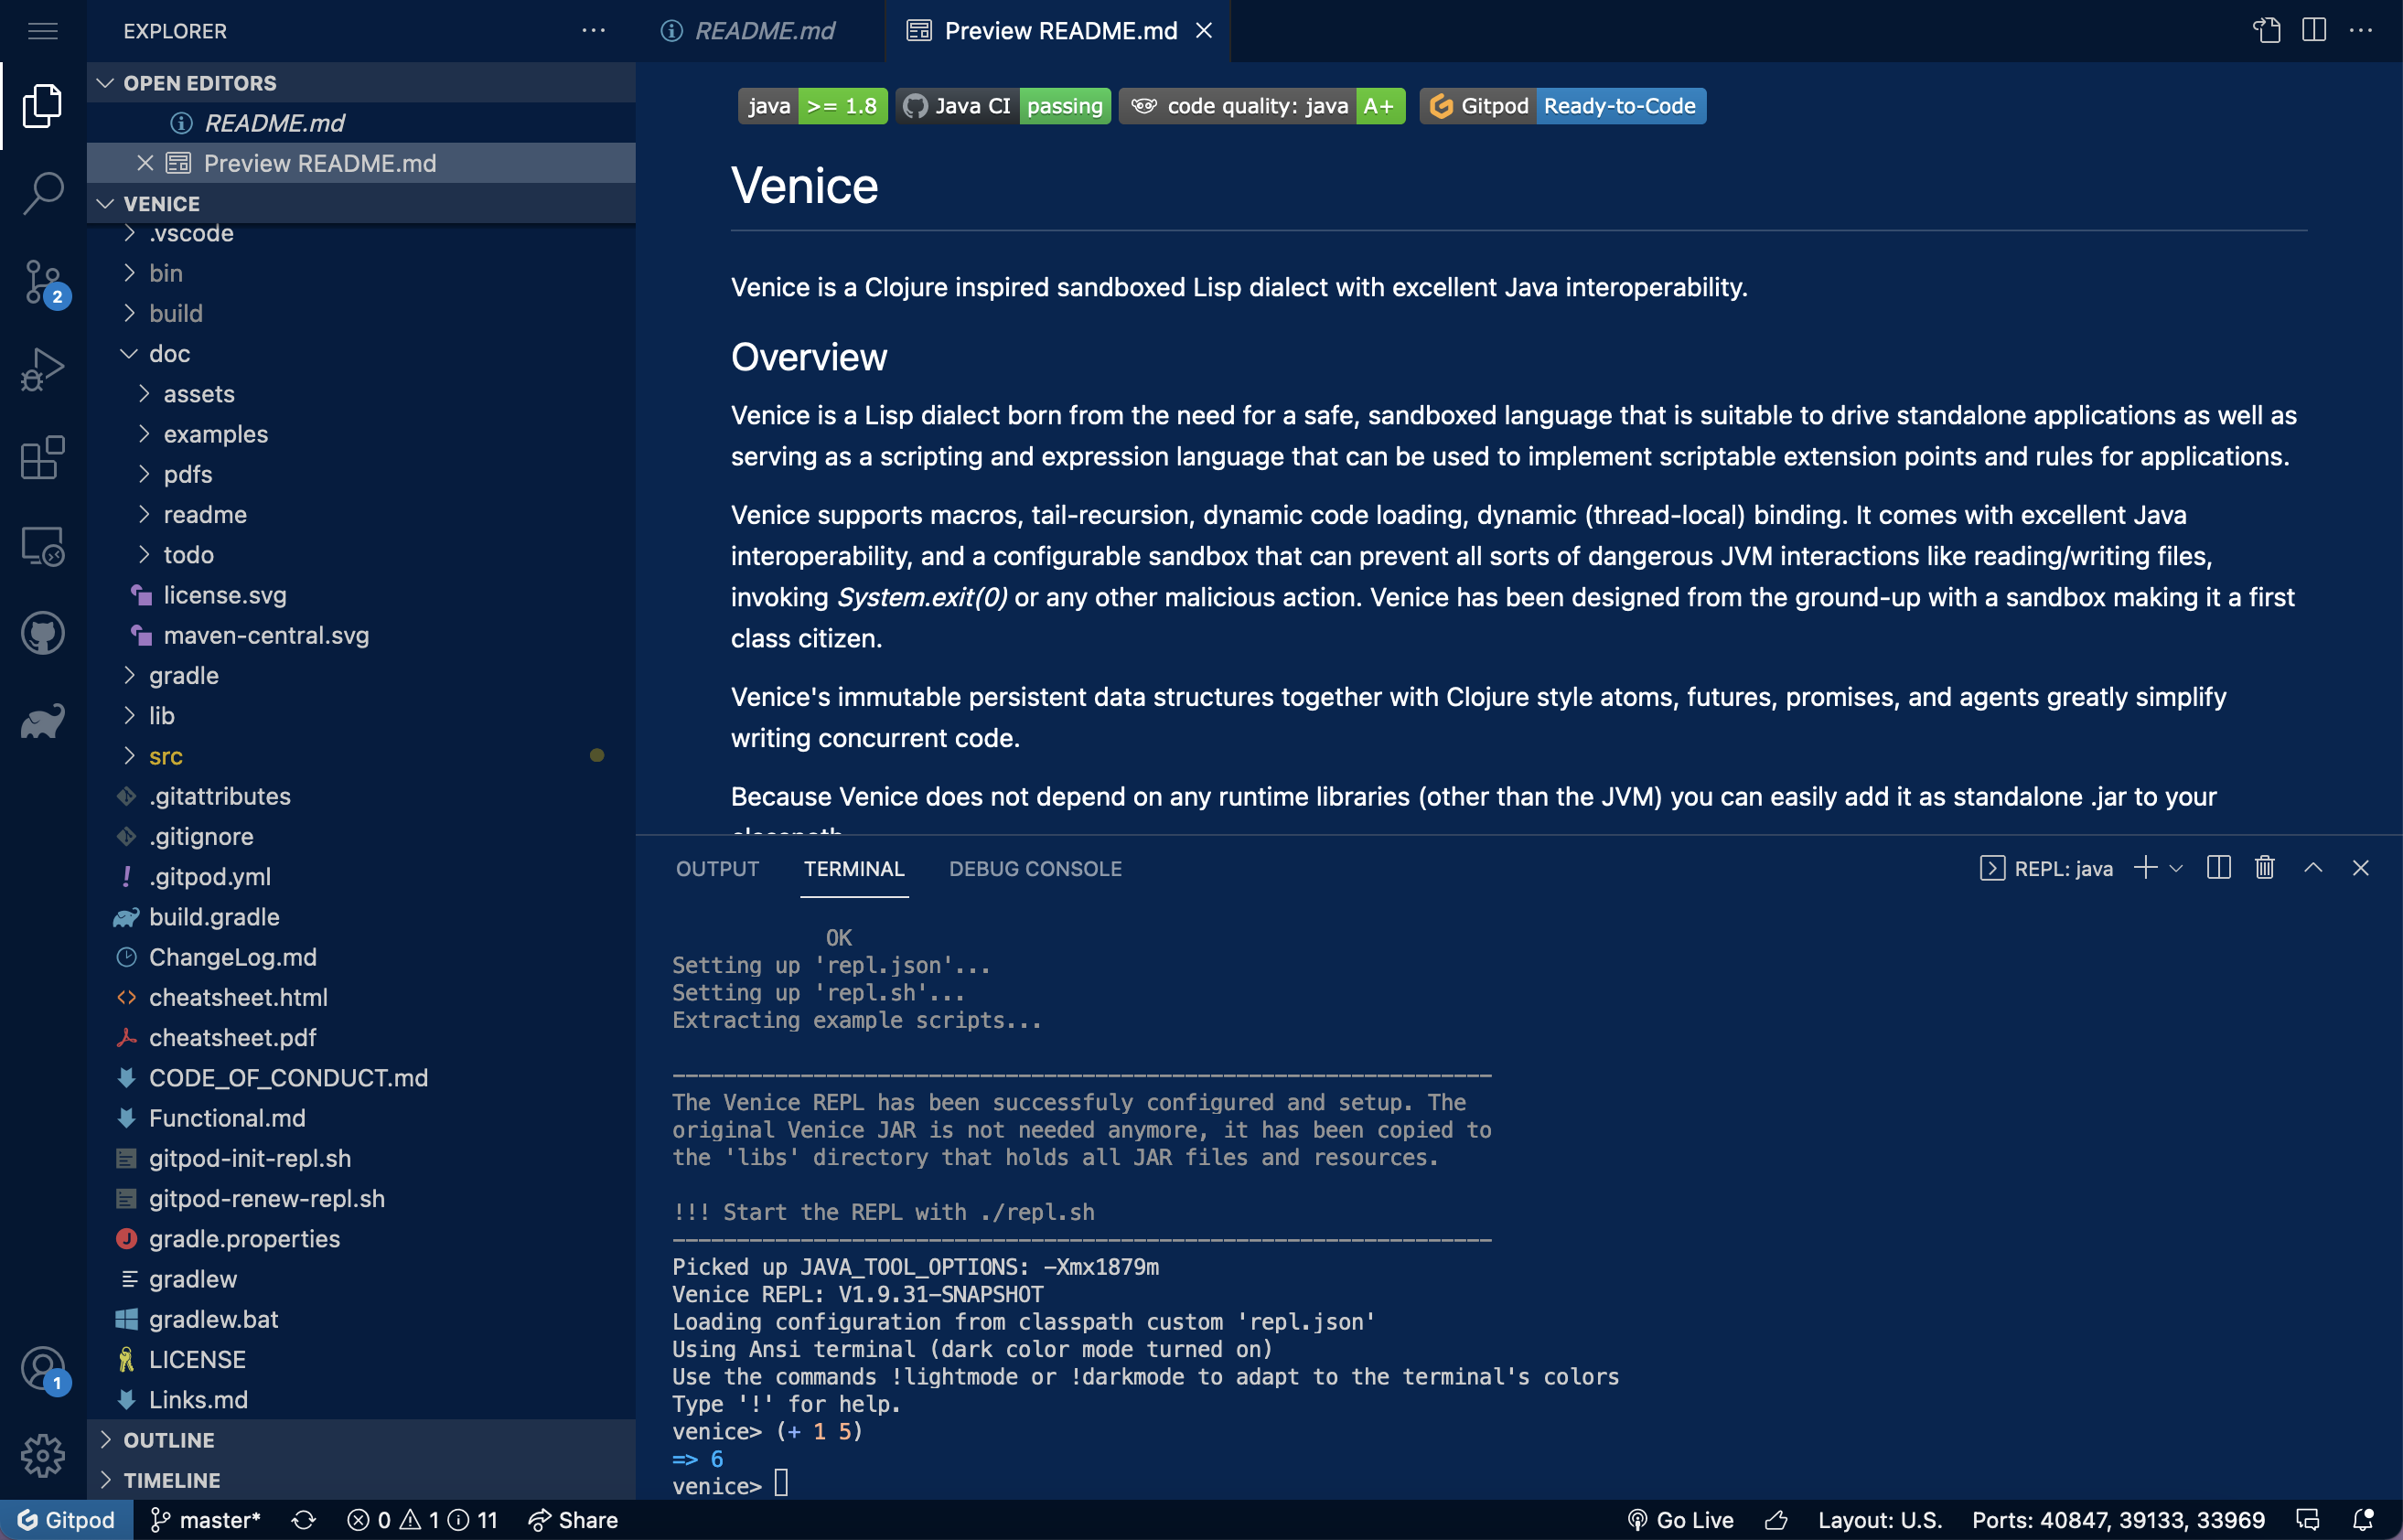 EXPLORER
README.md
Preview README.md
OPEN EDITORS
README.md
Preview README.md
VENICE
.vscode
bin
build
doc
assets
examples
pdfs
readme
todo
license.svg
maven-central.svg
gradle
lib
src
.gitattributes
.gitignore
.gitpod.yml
build.gradle
ChangeLog.md
cheatsheet.html
cheatsheet.pdf
CODE_OF_CONDUCT.md
Functional.md
gitpod-init-repl.sh
gitpod-renew-repl.sh
gradle.properties
gradlew
gradlew.bat
LICENSE
Links.md
OUTLINE
TIMELINE
2
1
java >= 1.8 Java CI passing code quality: java A+ Gitpod Ready-to-Code
Venice
Venice is a Clojure inspired sandboxed Lisp dialect with excellent Java interoperability.
Overview
Venice is a Lisp dialect born from the need for a safe, sandboxed language that is suitable to drive standalone applications as well as
serving as a scripting and expression language that can be used to implement scriptable extension points and rules for applications.
Venice supports macros, tail-recursion, dynamic code loading, dynamic (thread-local) binding. It comes with excellent Java
interoperability, and a configurable sandbox that can prevent all sorts of dangerous JVM interactions like reading/writing files,
invoking System.exit(0) or any other malicious action. Venice has been designed from the ground-up with a sandbox making it a first
class citizen.
Venice's immutable persistent data structures together with Clojure style atoms, futures, promises, and agents greatly simplify
writing concurrent code.
Because Venice does not depend on any runtime libraries (other than the JVM) you can easily add it as standalone .jar to your
classpath.
OUTPUT TERMINAL DEBUG CONSOLE REPL: java
OK
Setting up 'repl.json'...
Setting up 'repl.sh'...
Extracting example scripts...
----------------------------------------------------------------
The Venice REPL has been successfuly configured and setup. The
original Venice JAR is not needed anymore, it has been copied to
the 'libs' directory that holds all JAR files and resources.
!!! Start the REPL with ./repl.sh
----------------------------------------------------------------
Picked up JAVA_TOOL_OPTIONS: -Xmx1879m
Venice REPL: V1.9.31-SNAPSHOT
Loading configuration from classpath custom 'repl.json'
Using Ansi terminal (dark color mode turned on)
Use the commands !lightmode or !darkmode to adapt to the terminal's colors
Type '!' for help.
venice> (+ 1 5)
=> 6
venice>
Gitpod master* 0 1 11 Share Go Live Layout: U.S. Ports: 40847, 39133, 33969